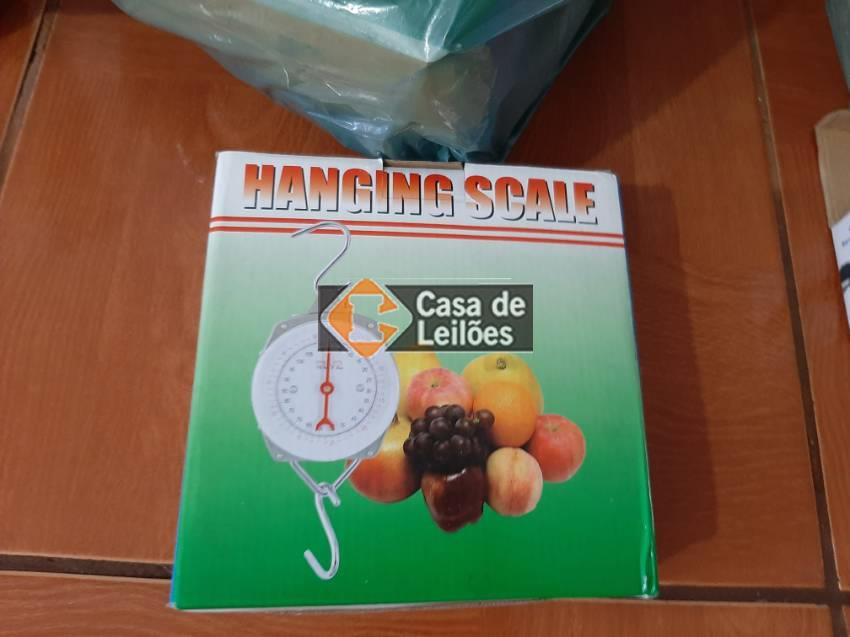 HANGING SCALE
Casa de
Leilões